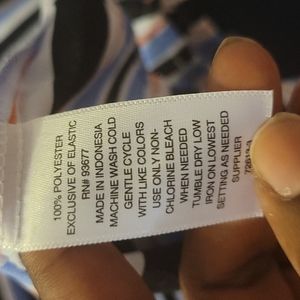 100% POLYESTER
EXCLUSIVE OF ELASTIC
RN# 93677
MADE IN INDONESIA
MACHINE WASH COLD
GENTLE CYCLE
WITH LIKE COLORS
USE ONLY NON-
CHLORINE BLEACH
WHEN NEEDED
TUMBLE DRY LOW
IRON ON LOWEST
SETTING AS NEEDED
SUPPLIER